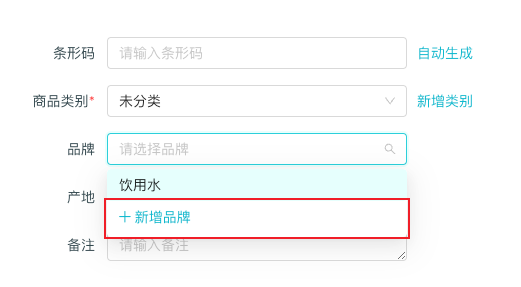 条形码 请输入条形码 自动生成
商品类别* 未分类 新增类别
品牌 请选择品牌
饮用水
产地
+ 新增品牌
备注 请输入备注